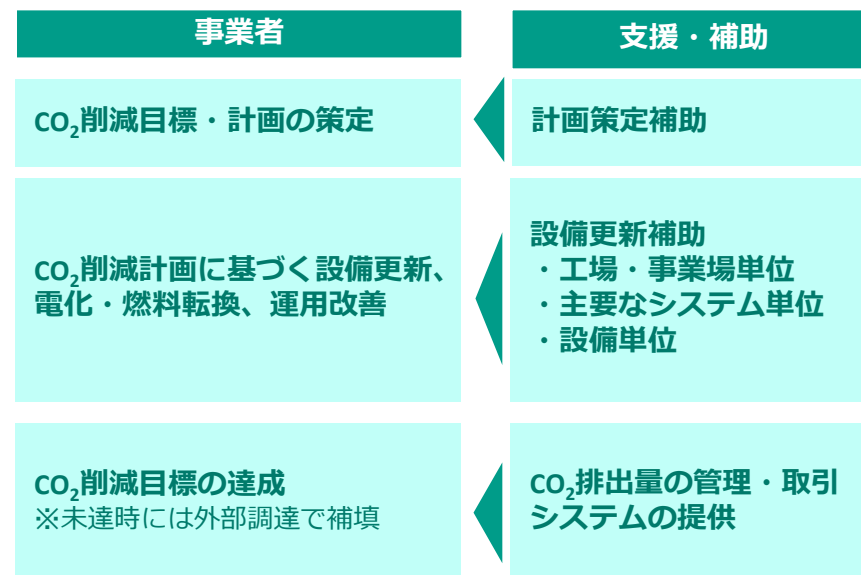 事業者
支援・補助
CO₂削減目標・計画の策定
計画策定補助
CO₂削減計画に基づく設備更新、
電化・燃料転換、運用改善
設備更新補助
・工場・事業場単位
・主要なシステム単位
・設備単位
CO₂削減目標の達成
※未達時には外部調達で補填
CO₂排出量の管理・取引
システムの提供